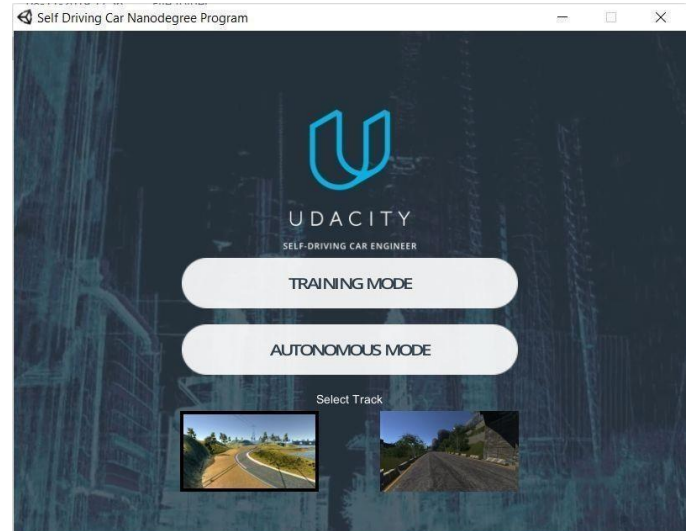 Self Driving Car Nanodegree Program
UDACITY
SELF-DRIVING CAR ENGINEER
TRAINING MODE
AUTONOMOUS MODE
Select Track